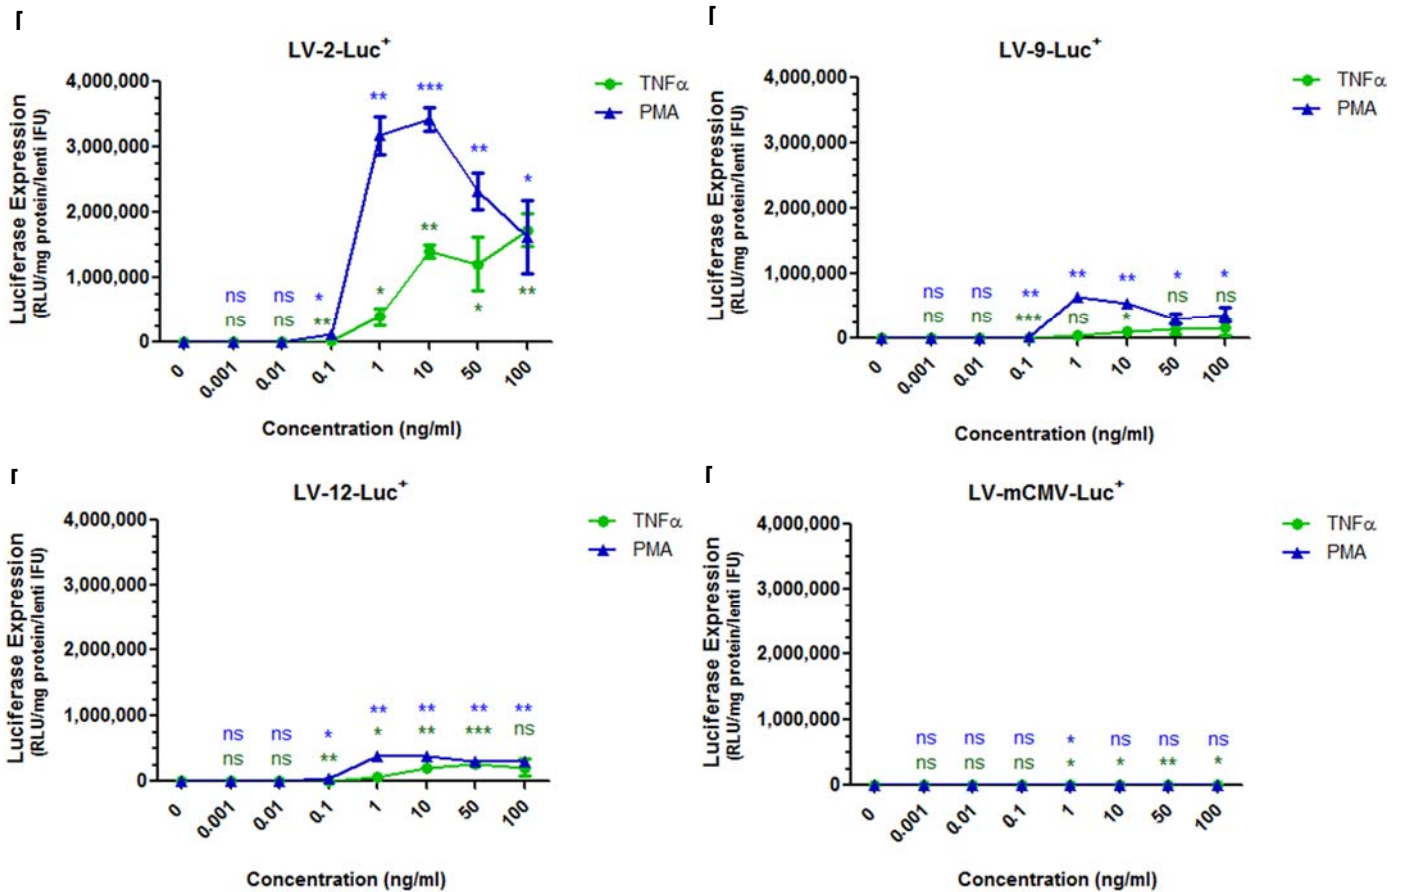 LV-2-Luc+
4,000,000
3,000,000
2,000,000
1,000,000
0
Luciferase Expression
(RLU/mg protein/lenti IFU)
TNFα
PMA
** *** ** *
ns ns *
ns ns ** * ** * **
0 0.001 0.01 0.1 1 10 50 100
Concentration (ng/ml)
LV-9-Luc+
4,000,000
3,000,000
2,000,000
1,000,000
0
Luciferase Expression
(RLU/mg protein/lenti IFU)
TNFα
PMA
ns ns ** ** ** * *
ns ns *** ns * ns ns
0 0.001 0.01 0.1 1 10 50 100
Concentration (ng/ml)
LV-12-Luc+
4,000,000
3,000,000
2,000,000
1,000,000
0
Luciferase Expression
(RLU/mg protein/lenti IFU)
TNFα
PMA
ns ns * ** ** ** **
ns ns ** * ** *** ns
0 0.001 0.01 0.1 1 10 50 100
Concentration (ng/ml)
LV-mCMV-Luc+
4,000,000
3,000,000
2,000,000
1,000,000
0
Luciferase Expression
(RLU/mg protein/lenti IFU)
TNFα
PMA
ns ns ns * ns ns ns
ns ns ns * * ** *
0 0.001 0.01 0.1 1 10 50 100
Concentration (ng/ml)